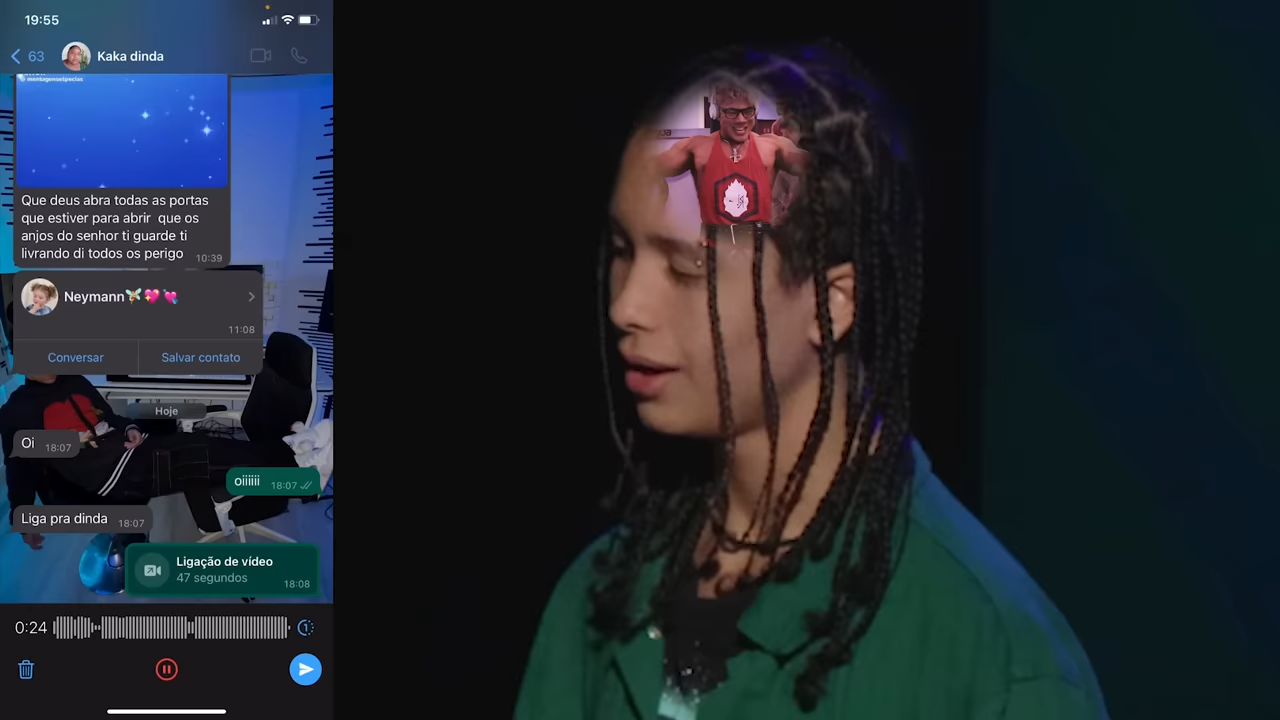 19:55
63
Kaka dinda
Que deus abra todas as portas
que estiver para abrir que os
anjos do senhor ti guarde ti
livrando di todos os perigo
10:39
Neymann🧚💖💘
11:08
Conversar
Salvar contato
Hoje
Oi 18:07
oiiiiii 18:07
Liga pra dinda 18:07
Ligação de vídeo
47 segundos
18:08
0:24
1